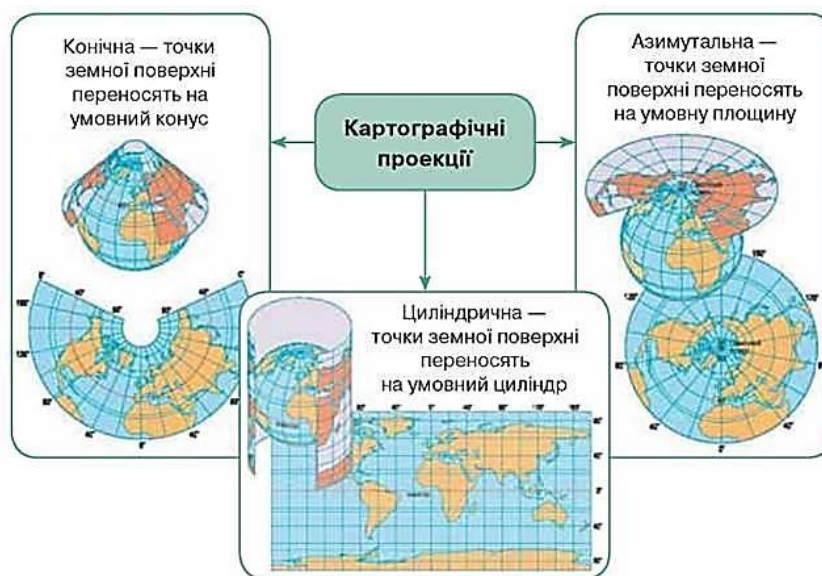 Конічна — точки
земної поверхні
переносять на
умовний конус
Картографічні
проекції
Азимутальна —
точки земної
поверхні переносять
на умовну площину
Циліндрична —
точки земної поверхні
переносять
на умовний циліндр